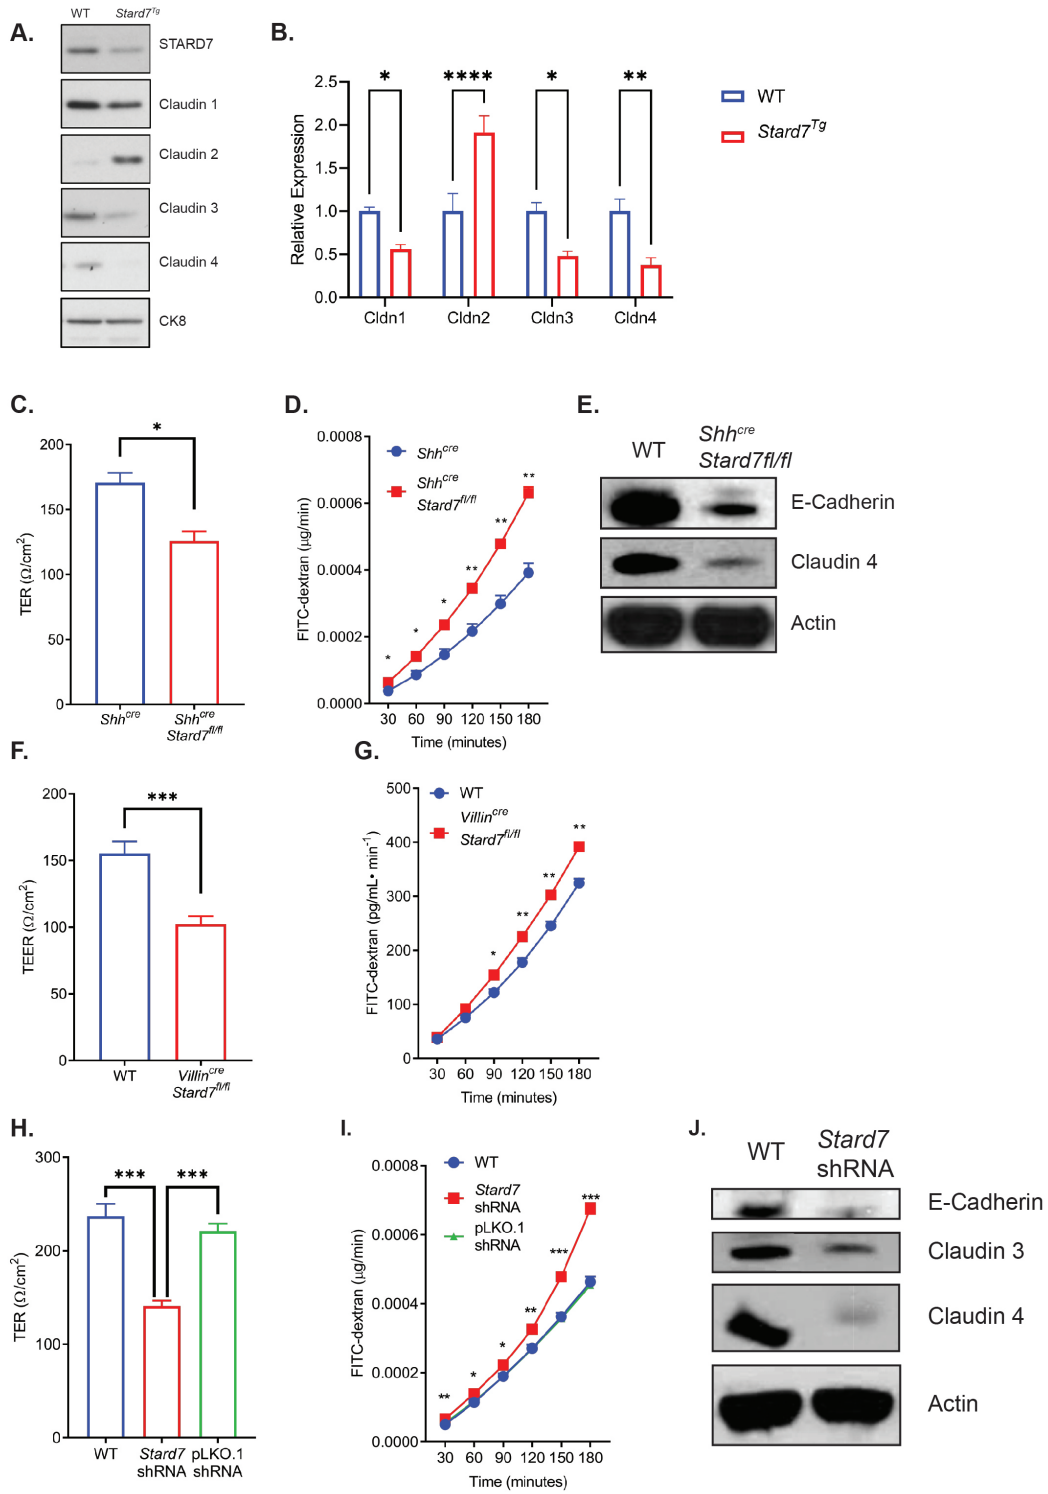 A.
WT Stard7Tg
STARD7
Claudin 1
Claudin 2
Claudin 3
Claudin 4
CK8
B.
* **** * **
2.5
2.0
1.5
1.0
0.5
0.0
Relative Expression
Cldn1 Cldn2 Cldn3 Cldn4
WT
Stard7Tg
C.
*
200
150
100
50
0
TER (Ω/cm2)
Shhcre Shhcre
Stard7fl/fl
D.
0.0008
0.0006
0.0004
0.0002
0.0000
FITC-dextran (µg/min)
Shhcre
Shhcre
Stard7fl/fl
* * * ** ** **
30 60 90 120 150 180
Time (minutes)
E.
WT Shhcre
Stard7fl/fl
E-Cadherin
Claudin 4
Actin
F.
***
200
150
100
50
0
TEER (Ω/cm2)
WT Villincre
Stard7fl/fl
G.
500
400
300
200
100
0
FITC-dextran (pg/mL• min-1)
WT
Villincre
Stard7fl/fl
* ** ** **
30 60 90 120 150 180
Time (minutes)
H.
*** ***
300
200
100
0
TER (Ω/cm2)
WT Stard7 pLKO.1
shRNA shRNA
I.
0.0008
0.0006
0.0004
0.0002
0.0000
FITC-dextran (µg/min)
WT
Stard7
shRNA
pLKO.1
shRNA
** * * ** *** ***
30 60 90 120 150 180
Time (minutes)
J.
WT Stard7
shRNA
E-Cadherin
Claudin 3
Claudin 4
Actin